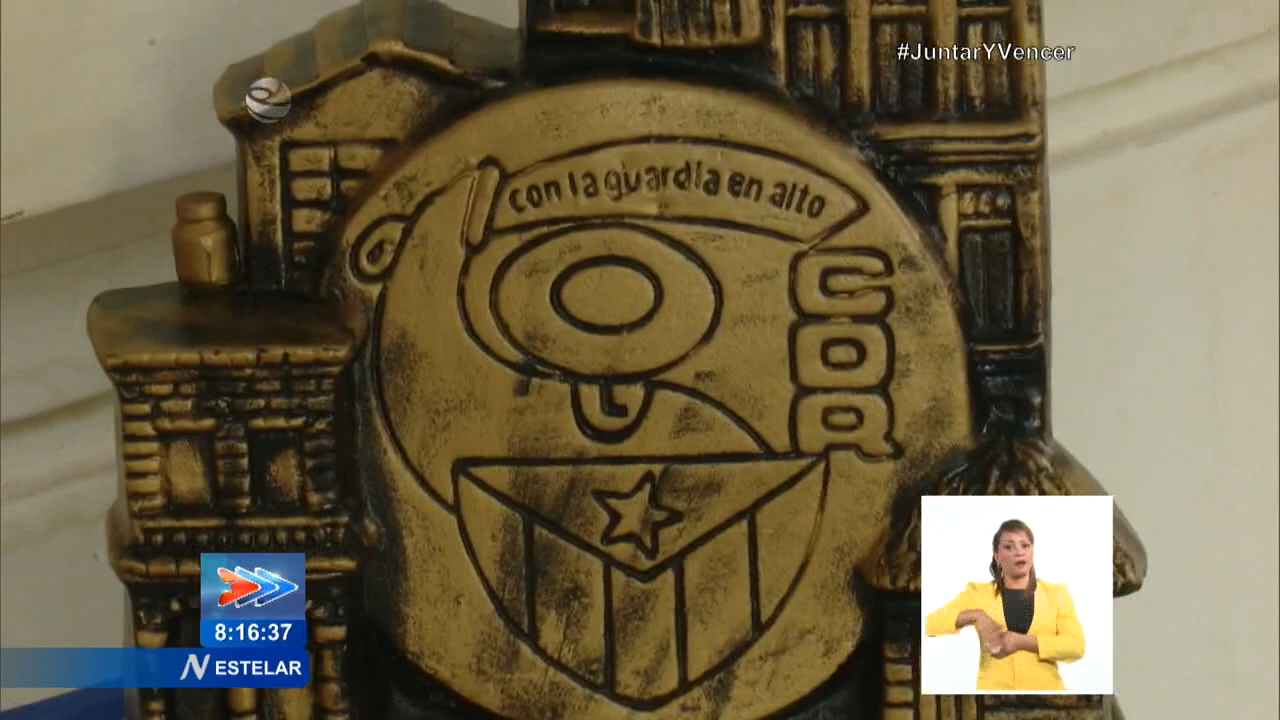 #JuntarYVencer
con la guardia en alto
CDR
8:16:37
N ESTELAR